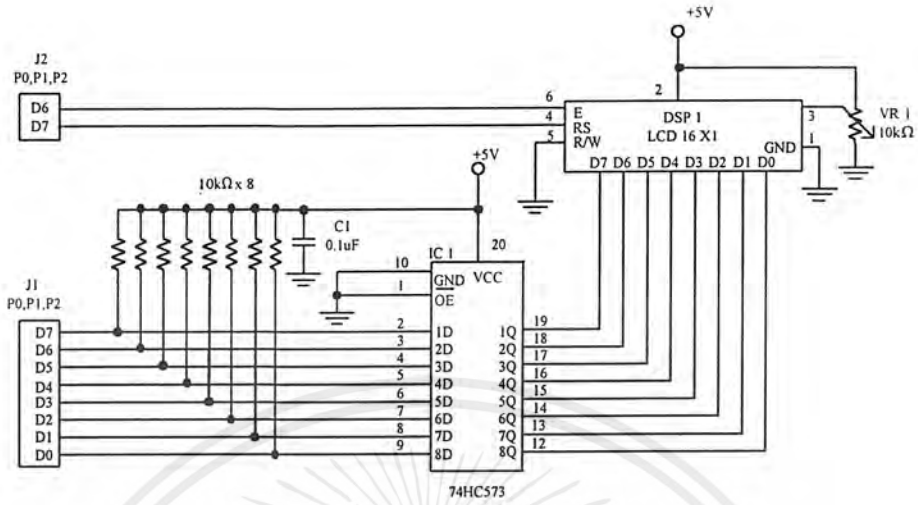 +5V
J2
P0,P1,P2
D6
D7
6
4
5
E
RS
R/W
2
DSP 1
LCD 16 X1
GND
D7 D6 D5 D4 D3 D2 D1 D0
3
1
VR 1
10kΩ
+5V
10kΩ x 8
C1
0.1uF
IC 1
20
VCC
10
GND
1
OE
J1
P0,P1,P2
D7
D6
D5
D4
D3
D2
D1
D0
2
3
4
5
6
7
8
9
1D
2D
3D
4D
5D
6D
7D
8D
1Q
2Q
3Q
4Q
5Q
6Q
7Q
8Q
19
18
17
16
15
14
13
12
74HC573